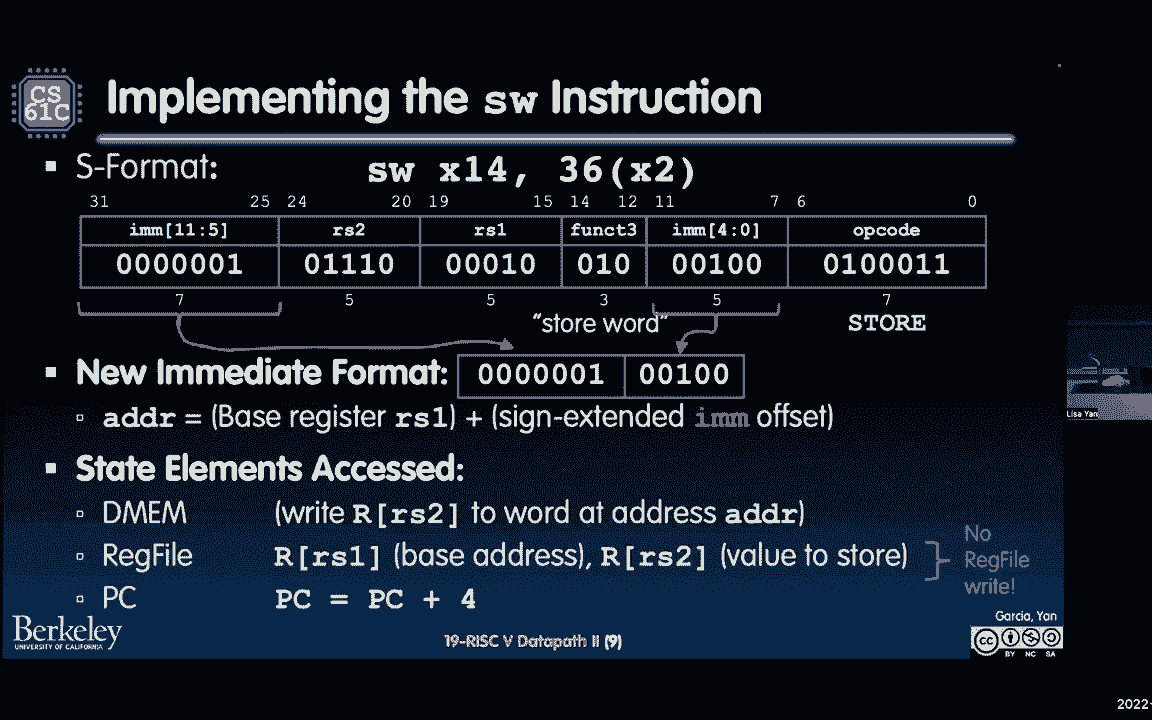 CS
61C
Implementing the sw Instruction
▪ S-Format: sw x14, 36(x2)
31 25 24 20 19 15 14 12 11 7 6 0
imm[11:5] rs2 rs1 funct3 imm[4:0] opcode
0000001 01110 00010 010 00100 0100011
7 5 5 3 5 7
"store word" STORE
▪ New Immediate Format: 0000001 00100
▫ addr = (Base register rs1) + (sign-extended imm offset)
▪ State Elements Accessed:
▫ DMEM (write R[rs2] to word at address addr)
▫ RegFile R[rs1] (base address), R[rs2] (value to store)
No
RegFile
write!
▫ PC PC = PC + 4
Berkeley
UNIVERSITY OF CALIFORNIA
19-RISC V Datapath II (9)
Garcia, Yan
cc
BY NC SA
Lisa Yan
2022-